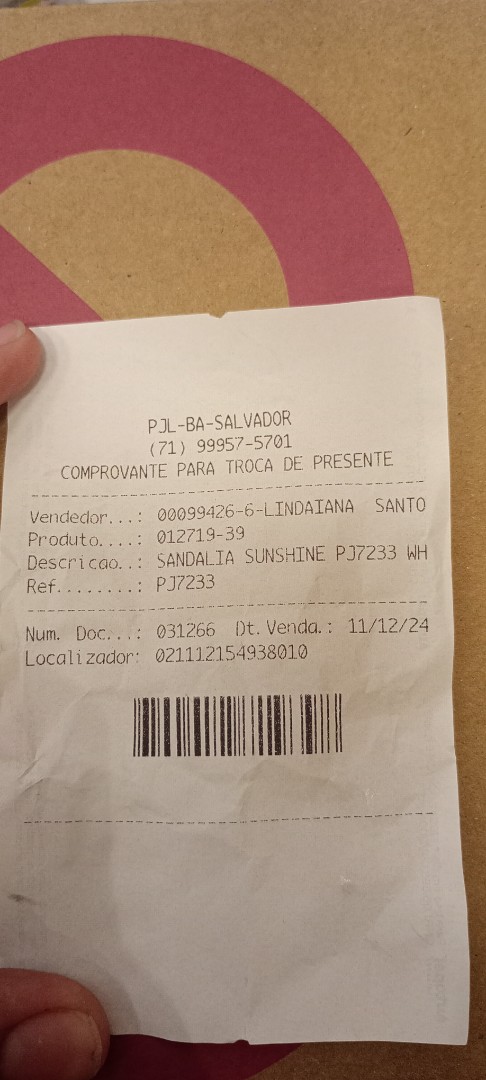 PJL-BA-SALVADOR
(71) 99957-5701
COMPROVANTE PARA TROCA DE PRESENTE
Vendedor...: 00099426-6-LINDAIANA SANTO
Produto....: 012719-39
Descricao..: SANDALIA SUNSHINE PJ7233 WH
Ref........: PJ7233
Num. Doc...: 031266 Dt.Venda.: 11/12/24
Localizador: 021112154938010